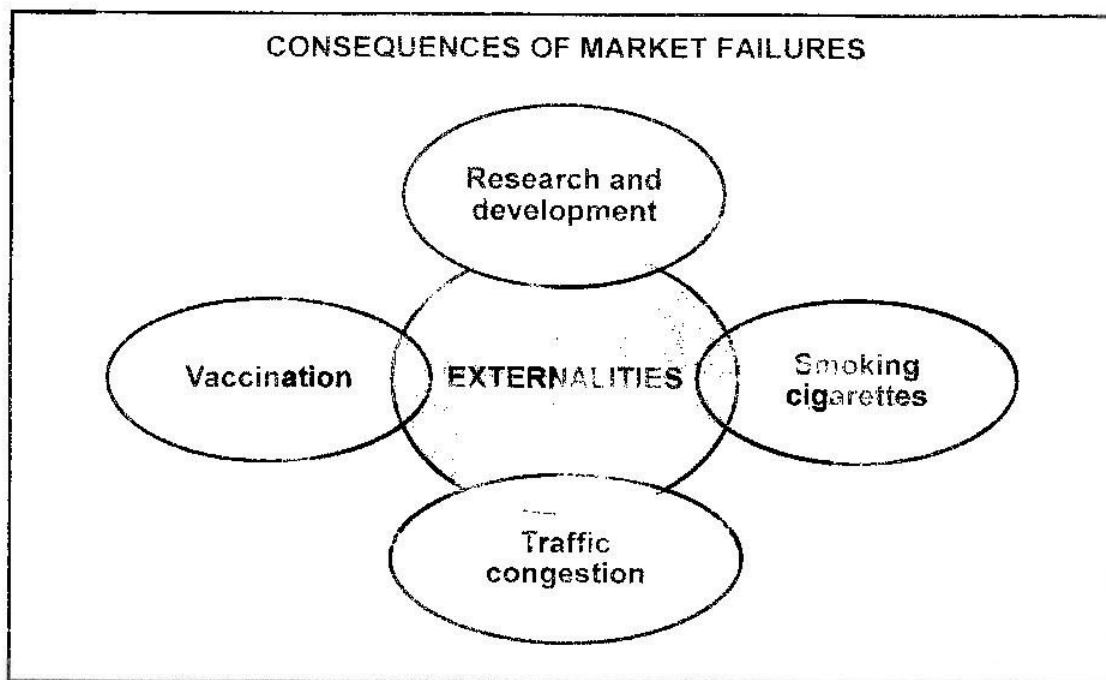 CONSEQUENCES OF MARKET FAILURES
Research and
development
Vaccination
EXTERNALITIES
Smoking
cigarettes
Traffic
congestion